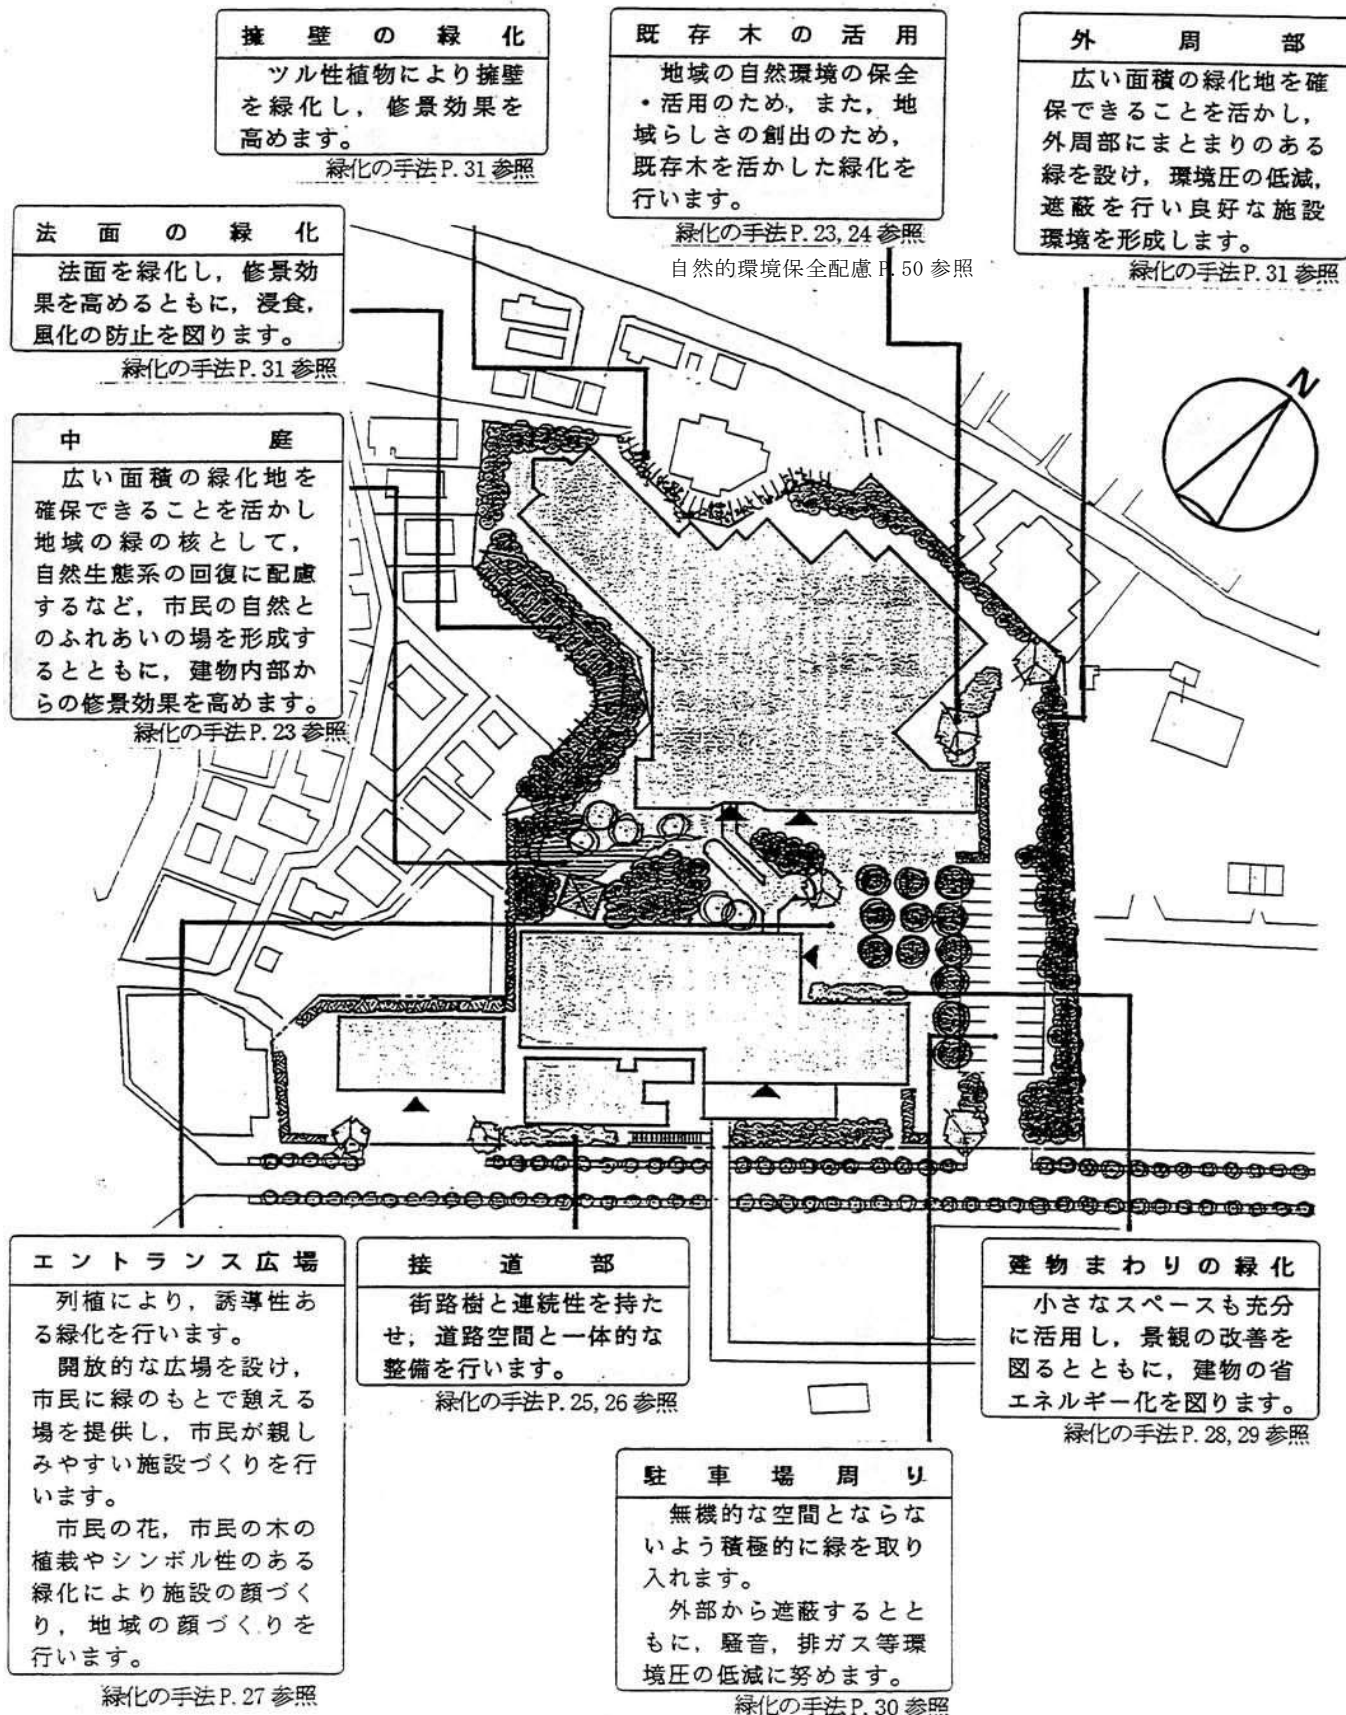 擁壁の緑化
ツル性植物により擁壁
を緑化し，修景効果を
高めます。
緑化の手法P.31参照
既存木の活用
地域の自然環境の保全
・活用のため，また，地
域らしさの創出のため，
既存木を活かした緑化を
行います。
緑化の手法P.23,24参照
自然的環境保全配慮 P.50 参照
外周部
広い面積の緑化地を確
保できることを活かし，
外周部にまとまりのある
緑を設け，環境圧の低減，
遮蔽を行い良好な施設
環境を形成します。
緑化の手法P.31参照
法面の緑化
法面を緑化し，修景効
果を高めるともに，浸食，
風化の防止を図ります。
緑化の手法P.31参照
中庭
広い面積の緑化地を
確保できることを活かし
地域の緑の核として，
自然生態系の回復に配慮
するなど，市民の自然と
のふれあいの場を形成す
るとともに，建物内部か
らの修景効果を高めます。
緑化の手法P.23参照
N
エントランス広場
列植により，誘導性あ
る緑化を行います。
開放的な広場を設け，
市民に緑のもとで憩える
場を提供し，市民が親し
みやすい施設づくりを行
います。
市民の花，市民の木の
植栽やシンボル性のある
緑化により施設の顔づく
り，地域の顔づくりを
行います。
緑化の手法P.27参照
接道部
街路樹と連続性を持た
せ，道路空間と一体的な
整備を行います。
緑化の手法P.25,26参照
建物まわりの緑化
小さなスペースも充分
に活用し，景観の改善を
図るとともに，建物の省
エネルギー化を図ります。
緑化の手法P.28,29参照
駐車場周り
無機的な空間とならな
いよう積極的に緑を取り
入れます。
外部から遮蔽するとと
もに，騒音，排ガス等環
境圧の低減に努めます。
緑化の手法P.30参照